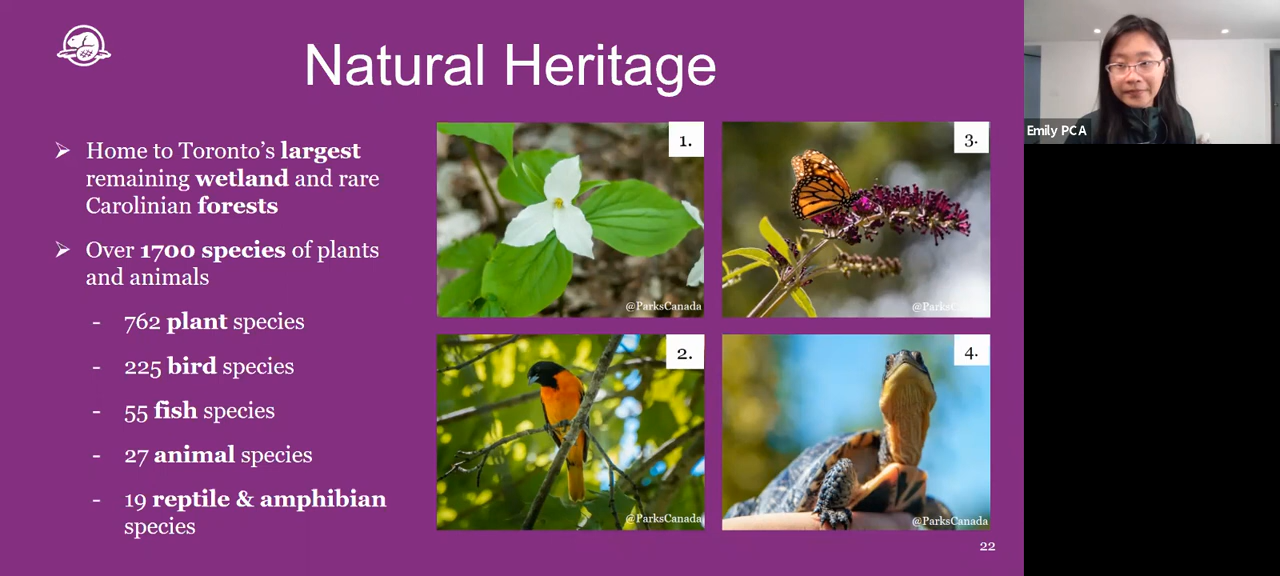 Natural Heritage
➢ Home to Toronto’s largest
remaining wetland and rare
Carolinian forests
➢ Over 1700 species of plants
and animals
- 762 plant species
- 225 bird species
- 55 fish species
- 27 animal species
- 19 reptile & amphibian
species
1.
@ParksCanada
3.
@ParksCanada
2.
@ParksCanada
4.
@ParksCanada
22
Emily PCA